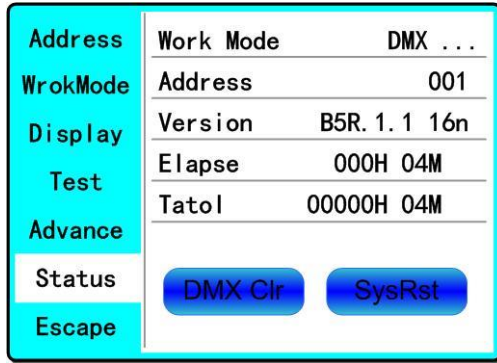 Address
WrokMode
Display
Test
Advance
Status
Escape
Work Mode DMX ...
Address 001
Version B5R.1.1 16n
Elapse 000H 04M
Tatol 00000H 04M
DMX Clr SysRst